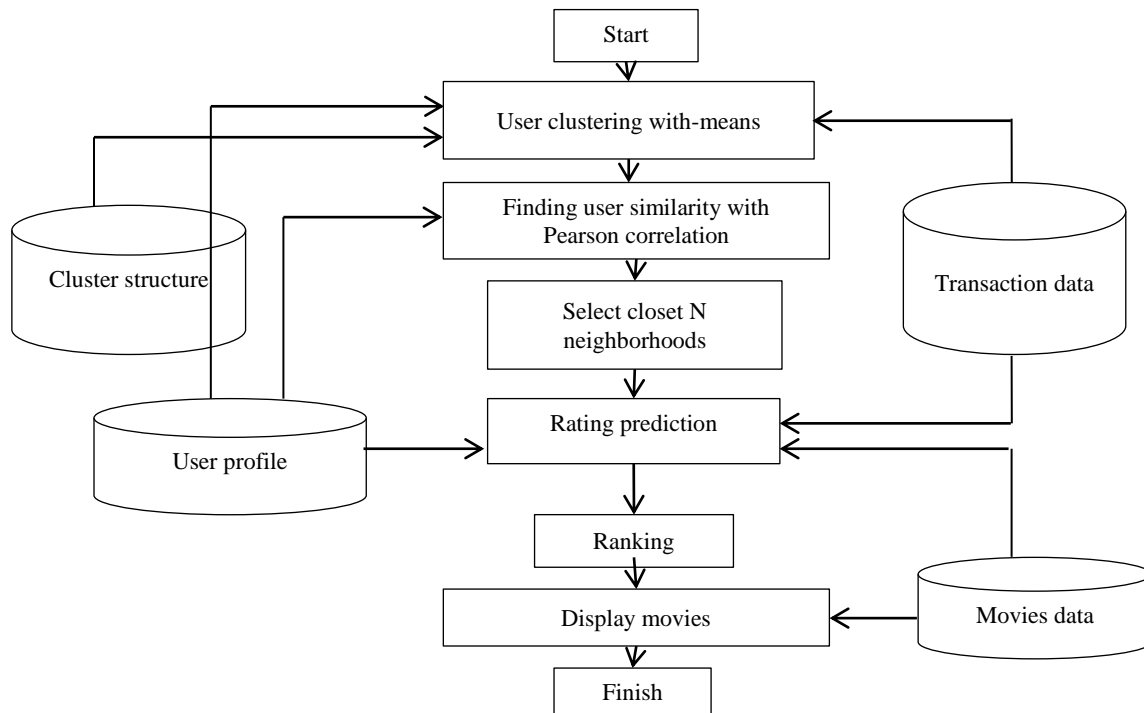 Start
User clustering with-means
Finding user similarity with
Pearson correlation
Cluster structure
Transaction data
Select closet N
neighborhoods
Rating prediction
User profile
Ranking
Display movies
Movies data
Finish